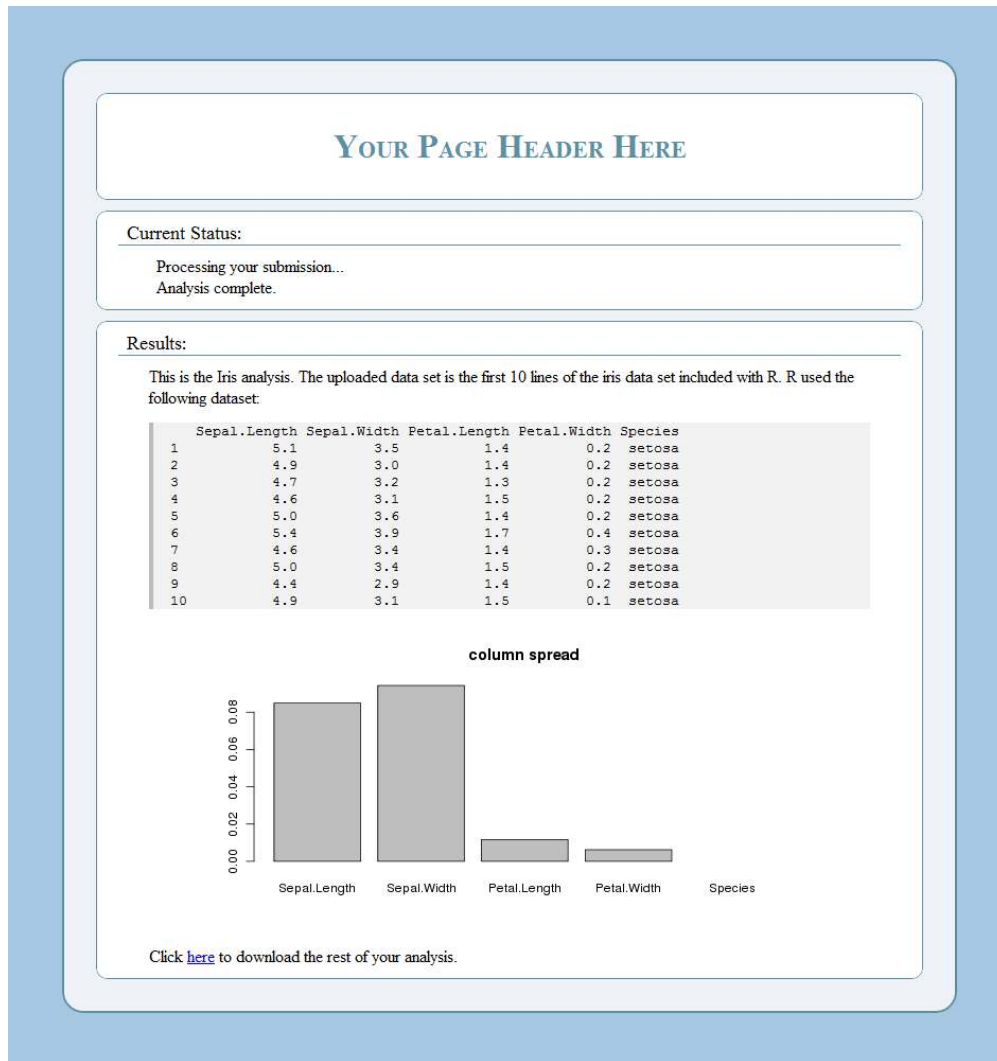 Your Page Header Here
Current Status:
Processing your submission...
Analysis complete.
Results:
This is the Iris analysis. The uploaded data set is the first 10 lines of the iris data set included with R. R used the
following dataset:
Sepal.Length Sepal.Width Petal.Length Petal.Width Species
1 5.1 3.5 1.4 0.2 setosa
2 4.9 3.0 1.4 0.2 setosa
3 4.7 3.2 1.3 0.2 setosa
4 4.6 3.1 1.5 0.2 setosa
5 5.0 3.6 1.4 0.2 setosa
6 5.4 3.9 1.7 0.4 setosa
7 4.6 3.4 1.4 0.3 setosa
8 5.0 3.4 1.5 0.2 setosa
9 4.4 2.9 1.4 0.2 setosa
10 4.9 3.1 1.5 0.1 setosa
column spread
0.08
0.06
0.04
0.02
0.00
Sepal.Length Sepal.Width Petal.Length Petal.Width Species
Click here to download the rest of your analysis.